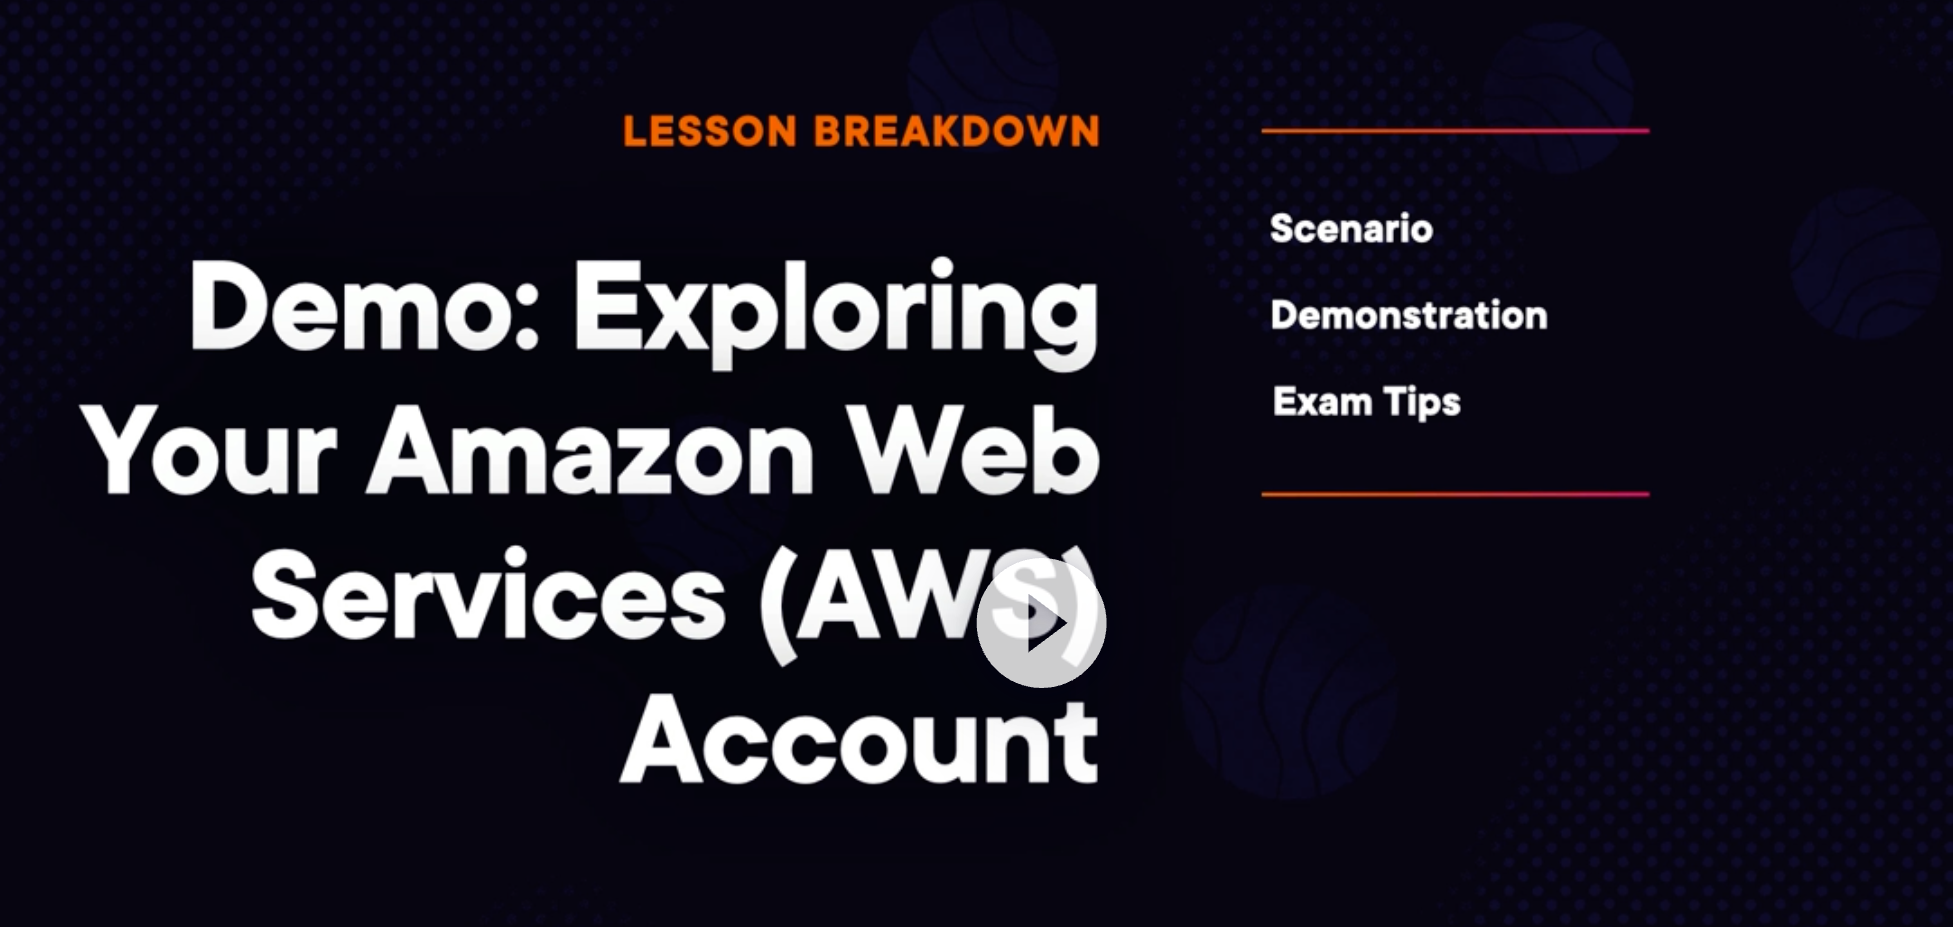 LESSON BREAKDOWN
Demo: Exploring
Your Amazon Web
Services (AWS)
Account
Scenario
Demonstration
Exam Tips